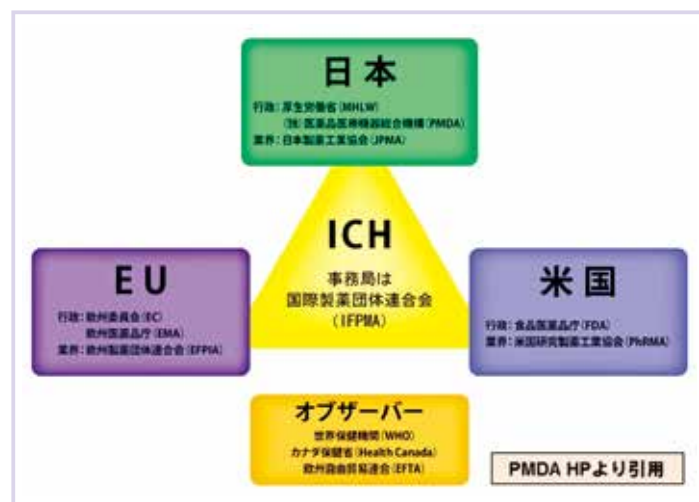 日本
行政：厚生労働省(MHLW)
(独)医薬品医療機器総合機構(PMDA)
業界：日本製薬工業協会(JPMA)
ICH
事務局は
国際製薬団体連合会
(IFPMA)
EU
行政：欧州委員会(EC)
欧州医薬品庁(EMA)
業界：欧州製薬団体連合会(EFPIA)
米国
行政：食品医薬品庁(FDA)
業界：米国研究製薬工業協会(PhRMA)
オブザーバー
世界保健機関(WHO)
カナダ保健省(Health Canada)
欧州自由貿易連合(EFTA)
PMDA HPより引用